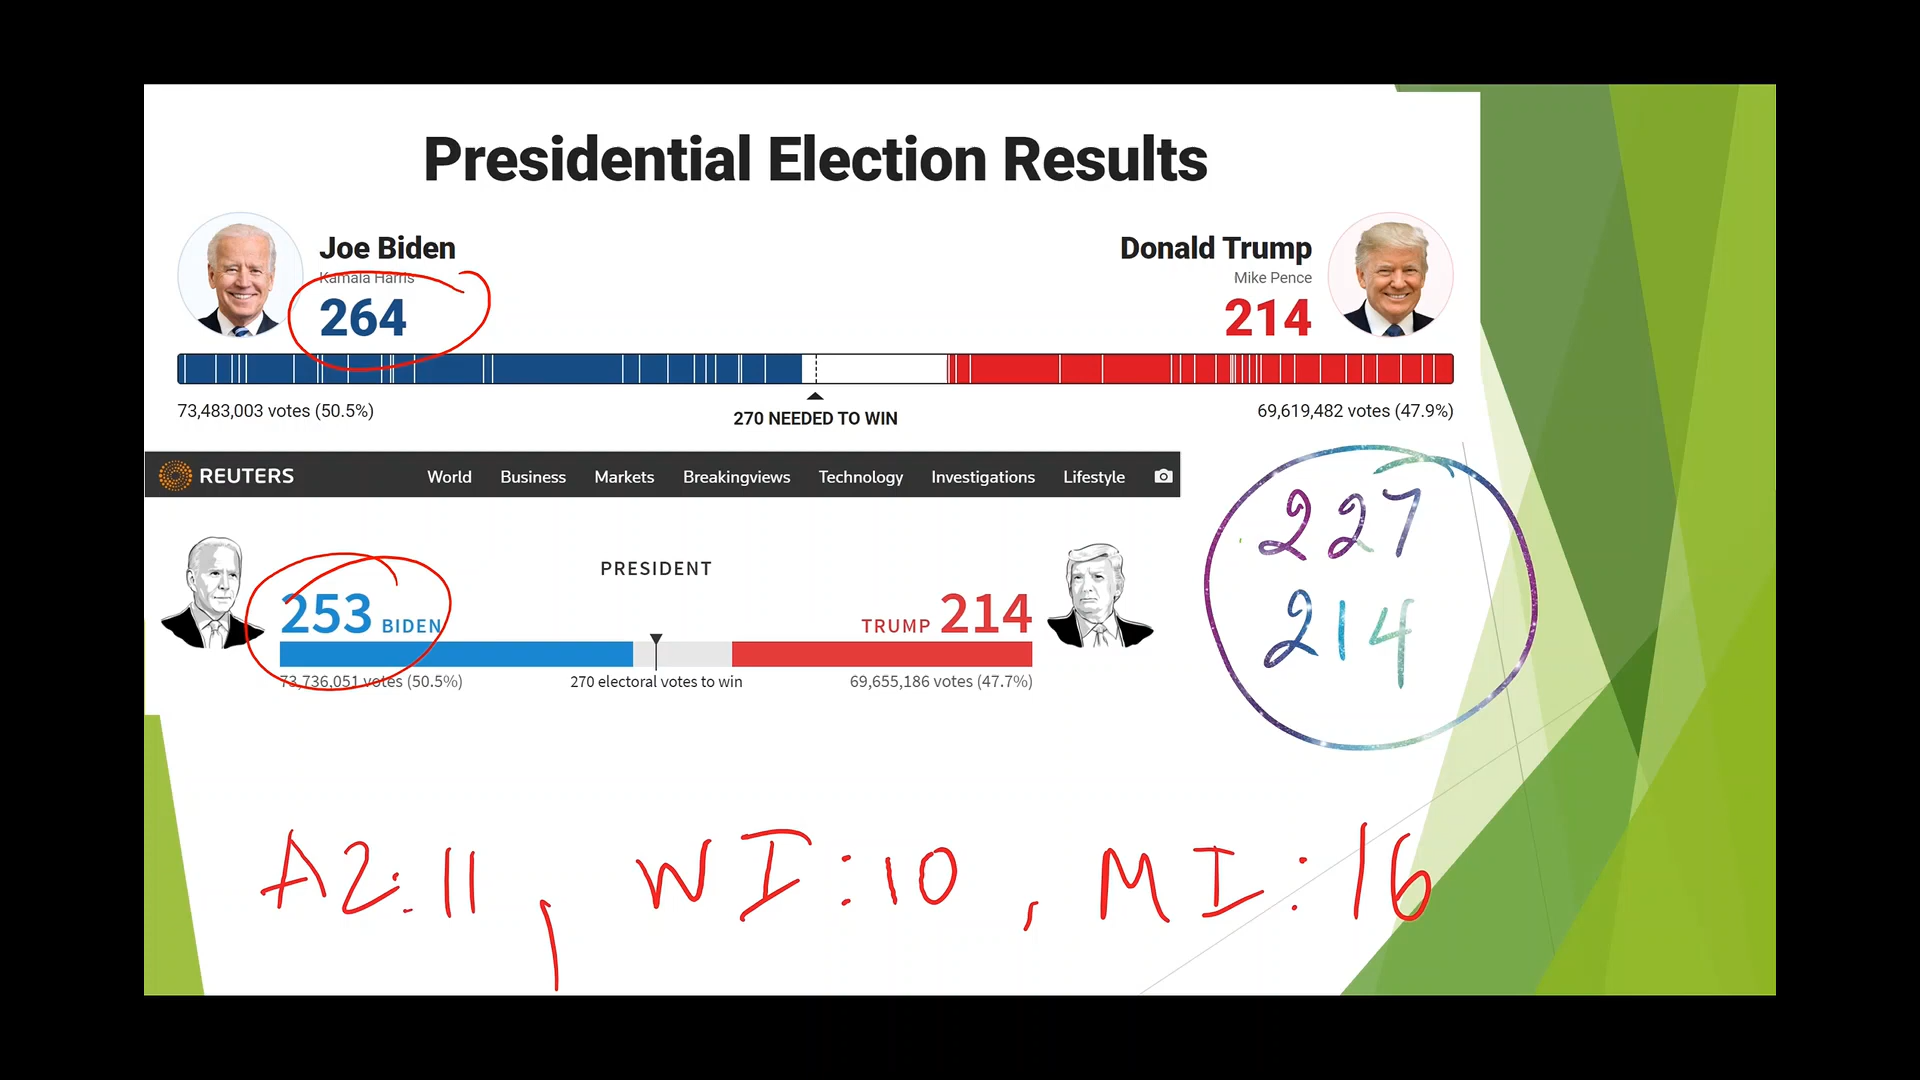 Presidential Election Results
Joe Biden
Kamala Harris
264
Donald Trump
Mike Pence
214
73,483,003 votes (50.5%)
270 NEEDED TO WIN
69,619,482 votes (47.9%)
REUTERS World Business Markets Breakingviews Technology Investigations Lifestyle
PRESIDENT
253 BIDEN
TRUMP 214
73,736,051 votes (50.5%)
270 electoral votes to win
69,655,186 votes (47.7%)
227
214
AZ: 11, WI: 10, MI: 16